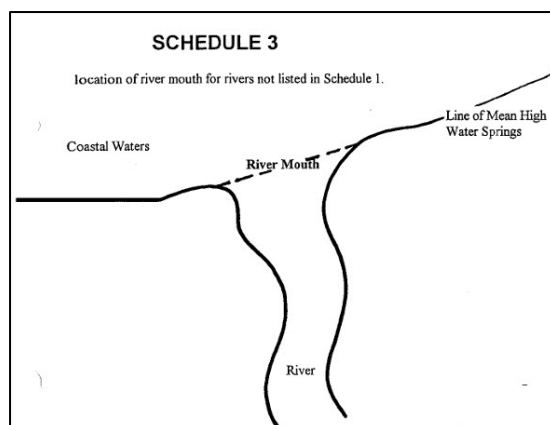 SCHEDULE 3
location of river mouth for rivers not listed in Schedule 1.
Line of Mean High
Water Springs
Coastal Waters
River Mouth
River